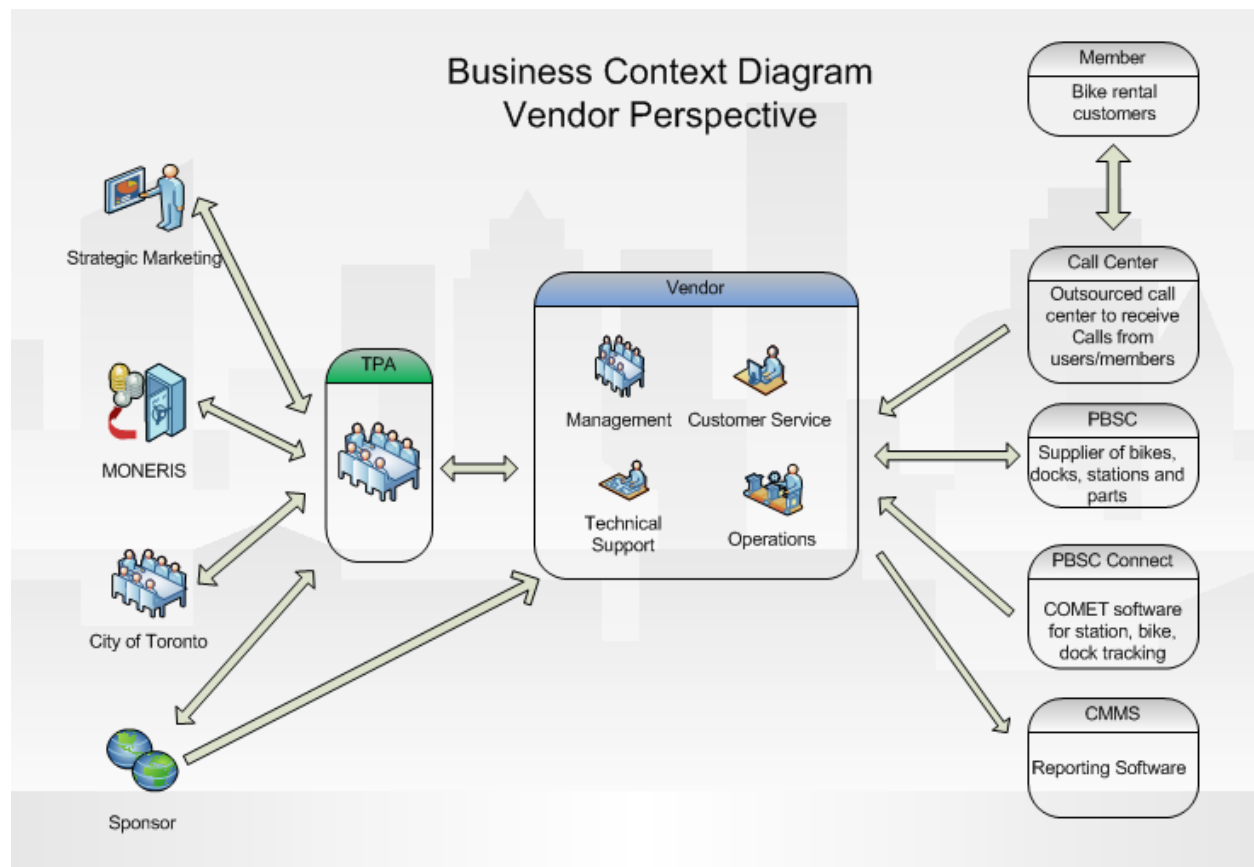 Business Context Diagram
Vendor Perspective
Member
Bike rental
customers
Strategic Marketing
Call Center
Outsourced call
center to receive
Calls from
users/members
Vendor
Management
Customer Service
Technical
Support
Operations
TPA
MONERIS
PBSC
Supplier of bikes,
docks, stations and
parts
City of Toronto
PBSC Connect
COMET software
for station, bike,
dock tracking
CMMS
Reporting Software
Sponsor